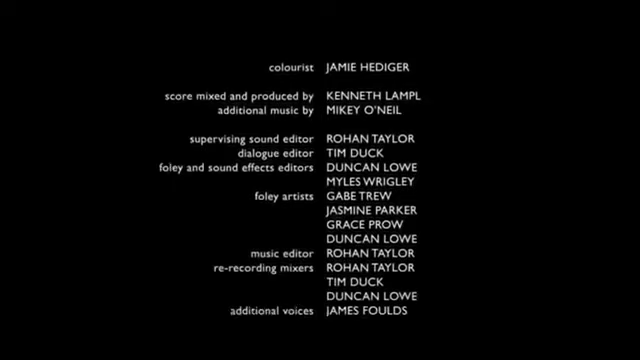 colourist JAMIE HEDIGER
score mixed and produced by KENNETH LAMPL
additional music by MIKEY O'NEIL
supervising sound editor ROHAN TAYLOR
dialogue editor TIM DUCK
foley and sound effects editors DUNCAN LOWE
MYLES WRIGLEY
foley artists GABE TREW
JASMINE PARKER
GRACE PROW
DUNCAN LOWE
music editor ROHAN TAYLOR
re-recording mixers ROHAN TAYLOR
TIM DUCK
DUNCAN LOWE
additional voices JAMES FOULDS